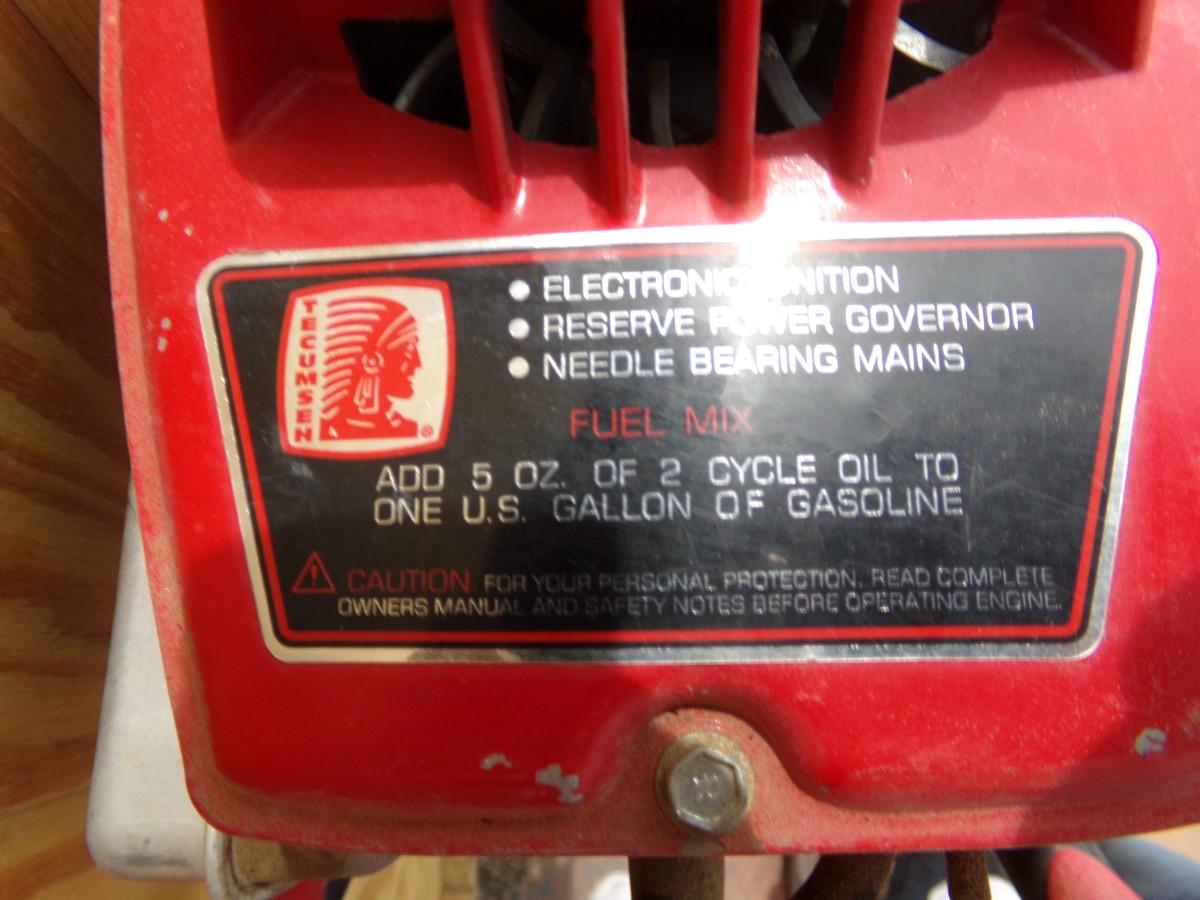 TECUMSEH
®
• ELECTRONIC IGNITION
• RESERVE POWER GOVERNOR
• NEEDLE BEARING MAINS
FUEL MIX
ADD 5 OZ. OF 2 CYCLE OIL TO
ONE U.S. GALLON OF GASOLINE
CAUTION FOR YOUR PERSONAL PROTECTION, READ COMPLETE
OWNERS MANUAL AND SAFETY NOTES BEFORE OPERATING ENGINE.